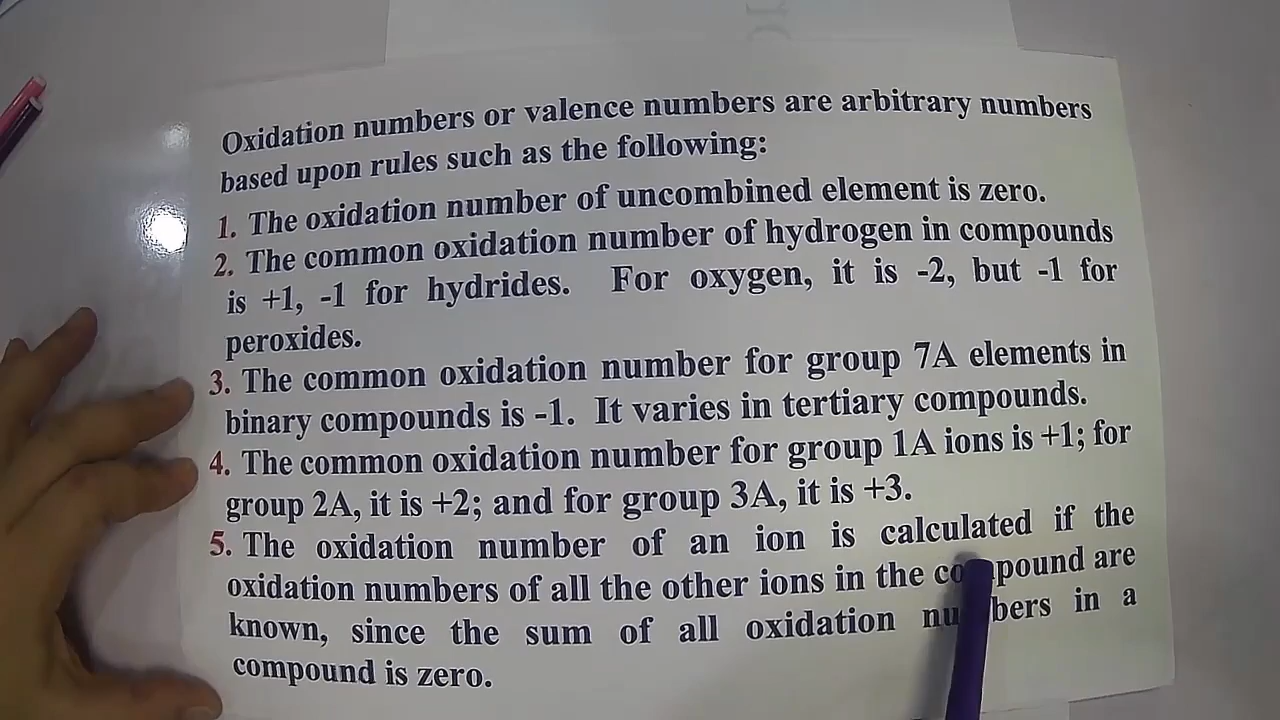 Oxidation numbers or valence numbers are arbitrary numbers
based upon rules such as the following:
1. The oxidation number of uncombined element is zero.
2. The common oxidation number of hydrogen in compounds
is +1, -1 for hydrides. For oxygen, it is -2, but -1 for
peroxides.
3. The common oxidation number for group 7A elements in
binary compounds is -1. It varies in tertiary compounds.
4. The common oxidation number for group 1A ions is +1; for
group 2A, it is +2; and for group 3A, it is +3.
5. The oxidation number of an ion is calculated if the
oxidation numbers of all the other ions in the compound are
known, since the sum of all oxidation numbers in a
compound is zero.